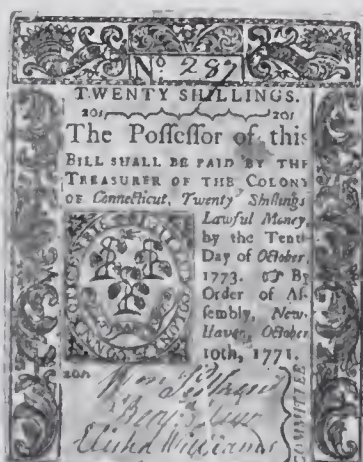 No 287
TWENTY SHILLINGS.
20s 20s
The Poſſeſſor of this
BILL SHALL BE PAID BY THE
TREASURER OF THE COLONY
OF Connecticut, Twenty Shillings
Lawful Money,
by the Tenth
Day of October,
1773. ☞ By
Order of Aſ-
ſembly, New-
Haven, October
10th, 1771.
20s
Elisha Williams
COMMITTEE